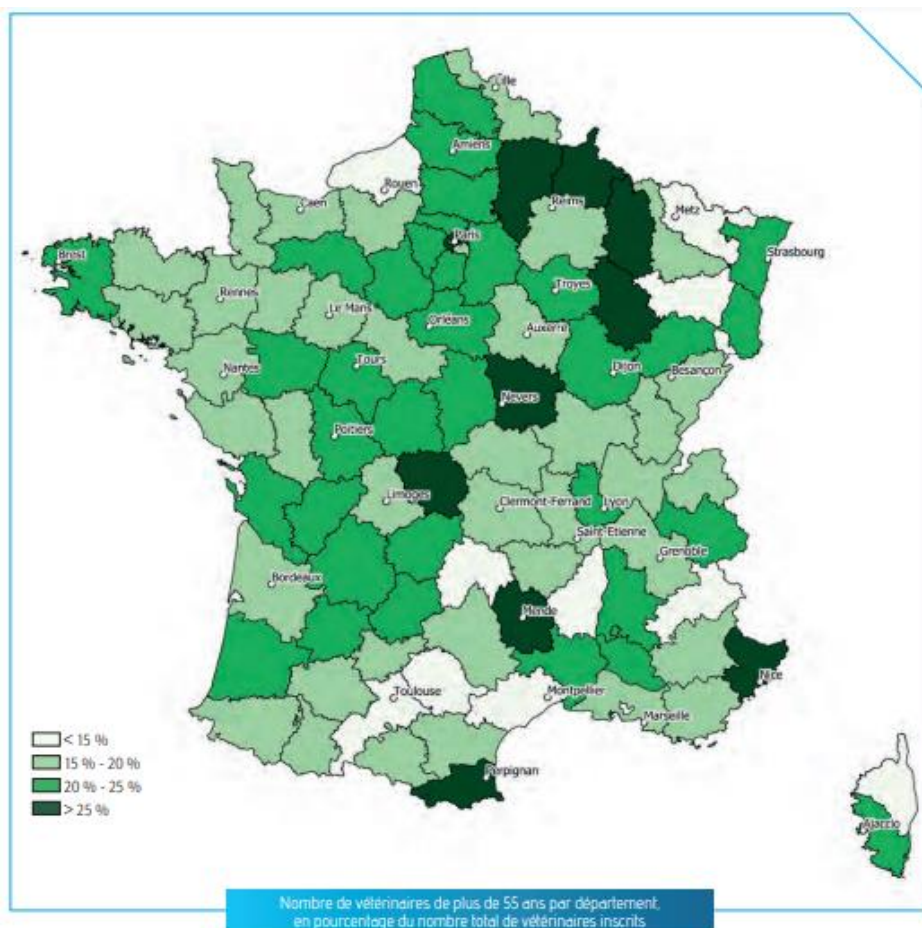 Lille
Amiens
Rouen
Caen
Reims
Metz
Paris
Strasbourg
Brest
Troyes
Rennes
Le Mans
Orléans
Auxerre
Nantes
Tours
Dijon
Besançon
Nevers
Poitiers
Limoges
Clermont-Ferrand
Lyon
Saint-Etienne
Grenoble
Bordeaux
Mende
Toulouse
Montpellier
Nice
Marseille
Perpignan
Ajaccio
< 15 %
15 % - 20 %
20 % - 25 %
> 25 %
Nombre de vétérinaires de plus de 55 ans par département,
en pourcentage du nombre total de vétérinaires inscrits